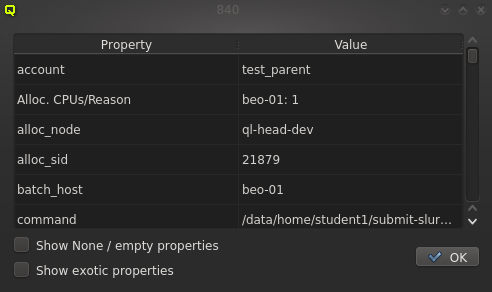 840
Property Value
account test_parent
Alloc. CPUs/Reason beo-01: 1
alloc_node ql-head-dev
alloc_sid 21879
batch_host beo-01
command /data/home/student1/submit-slur...
Show None / empty properties
Show exotic properties
OK